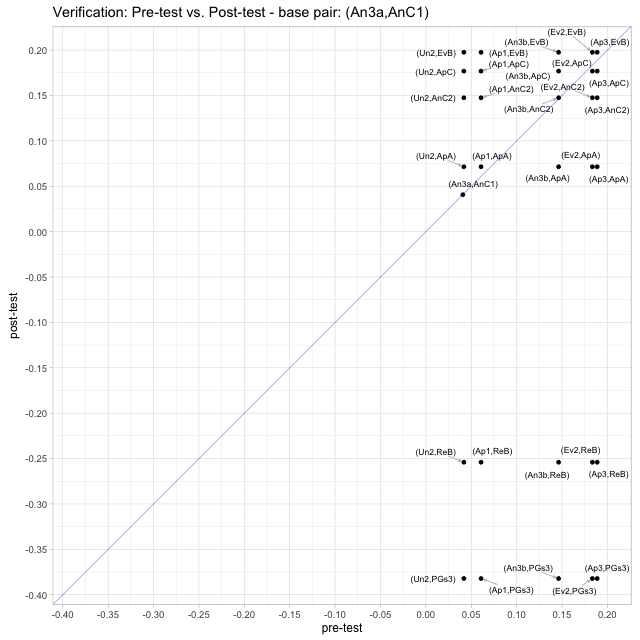 Verification: Pre-test vs. Post-test - base pair: (An3a,AnC1)
(Ev2,EvB)
(An3b,EvB)
(Ap3,EvB)
0.20
(Un2,EvB)
(Ap1,EvB)
(Ap1,ApC)
(Ev2,ApC)
(Un2,ApC)
(An3b,ApC)
(Ap3,ApC)
0.15
(Un2,AnC2)
(Ap1,AnC2)
(Ev2,AnC2)
(An3b,AnC2)
(Ap3,AnC2)
0.10
(Un2,ApA)
(Ap1,ApA)
(Ev2,ApA)
(An3b,ApA)
(Ap3,ApA)
0.05
(An3a,AnC1)
0.00
-0.05
-0.10
-0.15
-0.20
-0.25
(Un2,ReB)
(Ap1,ReB)
(Ev2,ReB)
(An3b,ReB)
(Ap3,ReB)
-0.30
-0.35
(An3b,PGs3)
(Ap3,PGs3)
(Un2,PGs3)
(Ap1,PGs3)
(Ev2,PGs3)
-0.40
post-test
-0.40 -0.35 -0.30 -0.25 -0.20 -0.15 -0.10 -0.05 0.00 0.05 0.10 0.15 0.20
pre-test